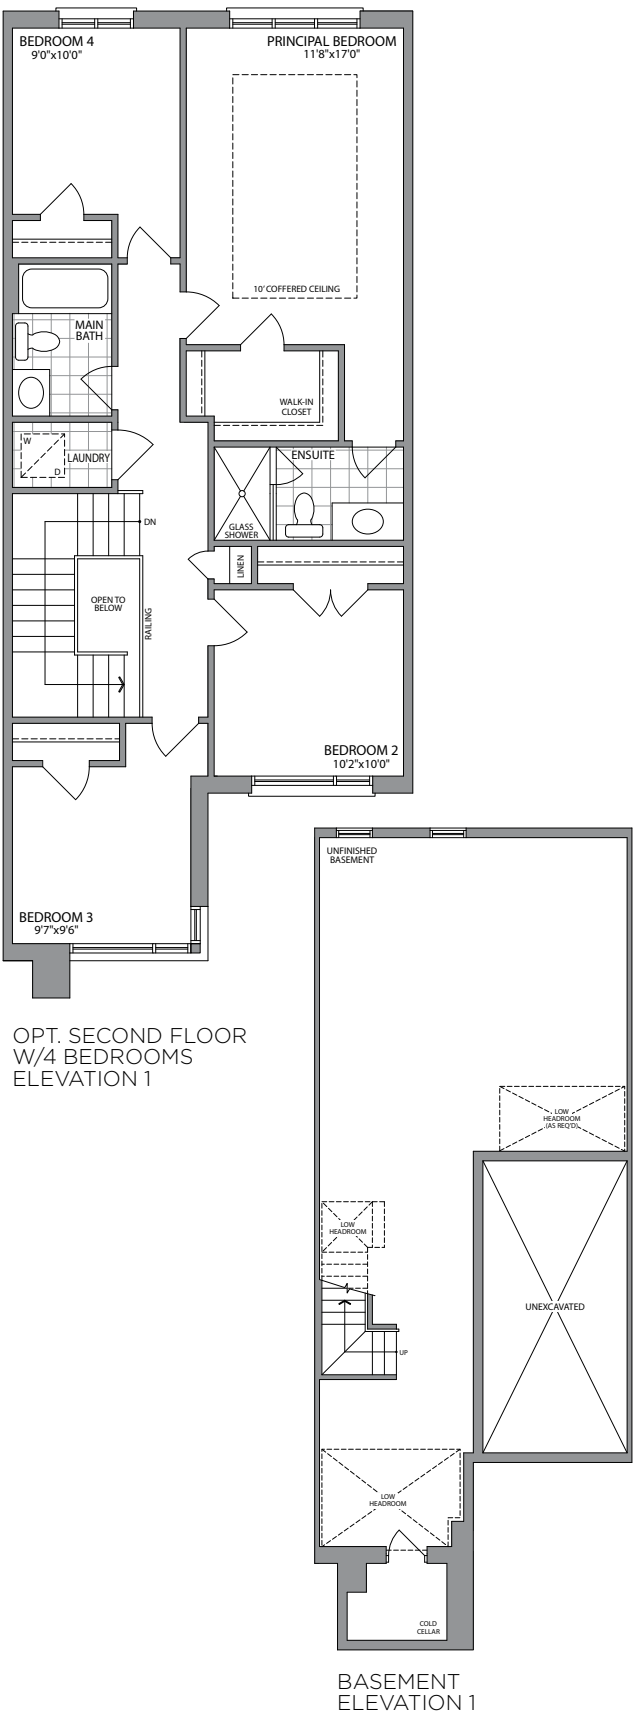 BEDROOM 4
9'0"x10'0"
PRINCIPAL BEDROOM
11'8"x17'0"
10' COFFERED CEILING
MAIN
BATH
WALK-IN
CLOSET
W
D
LAUNDRY
ENSUITE
GLASS
SHOWER
DN
LINEN
OPEN TO
BELOW
RAILING
BEDROOM 2
10'2"x10'0"
BEDROOM 3
9'7"x9'6"
OPT. SECOND FLOOR
W/4 BEDROOMS
ELEVATION 1
UNFINISHED
BASEMENT
LOW
HEADROOM
(AS REQ'D)
LOW
HEADROOM
UNEXCAVATED
UP
LOW
HEADROOM
COLD
CELLAR
BASEMENT
ELEVATION 1